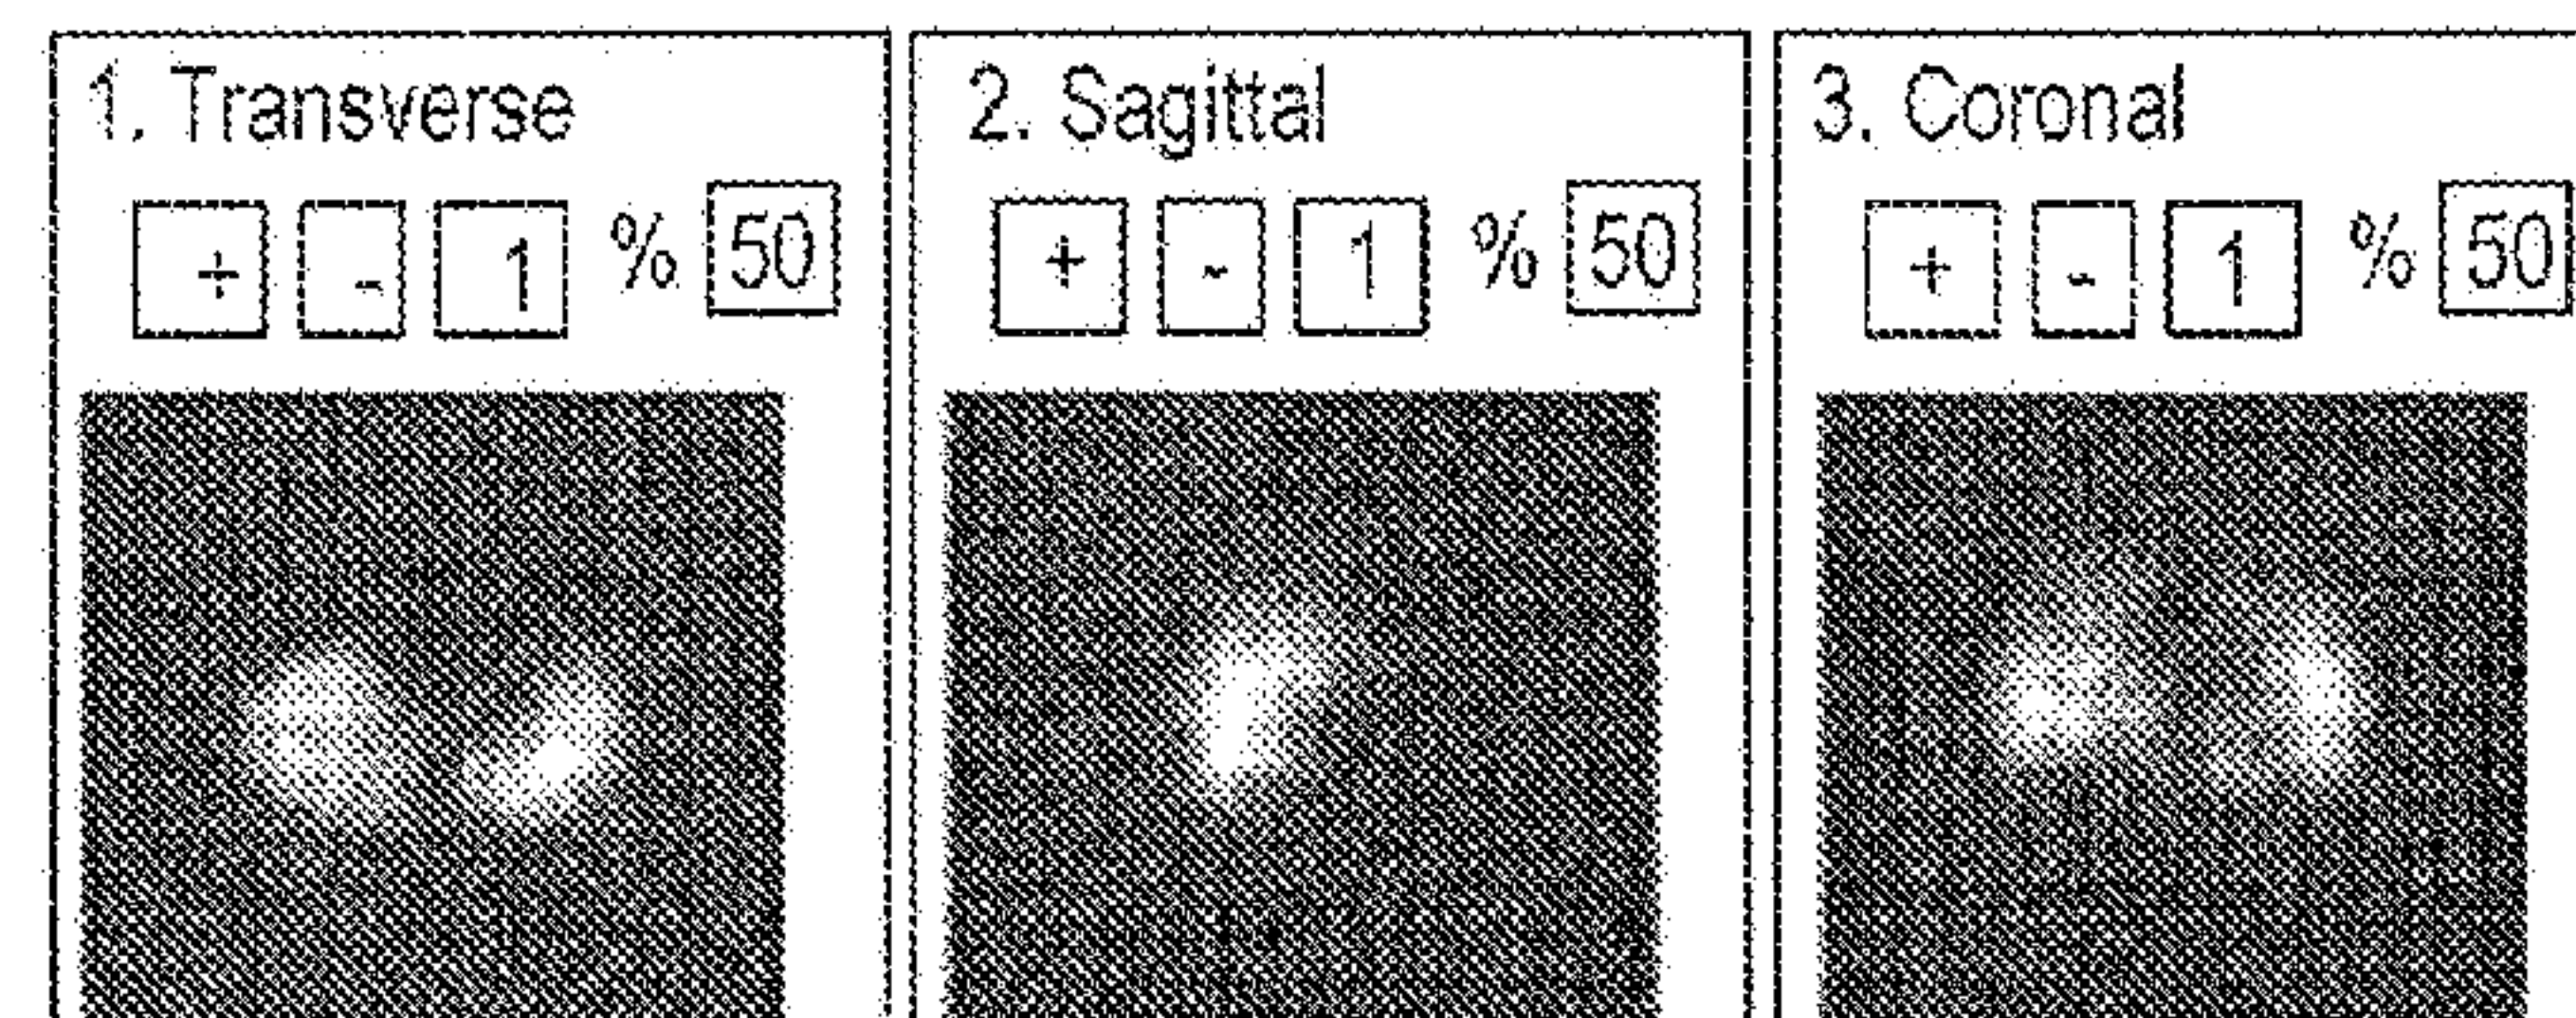 1. Transverse
+ - 1 % 50
2. Sagittal
+ - 1 % 50
3. Coronal
+ - 1 % 50